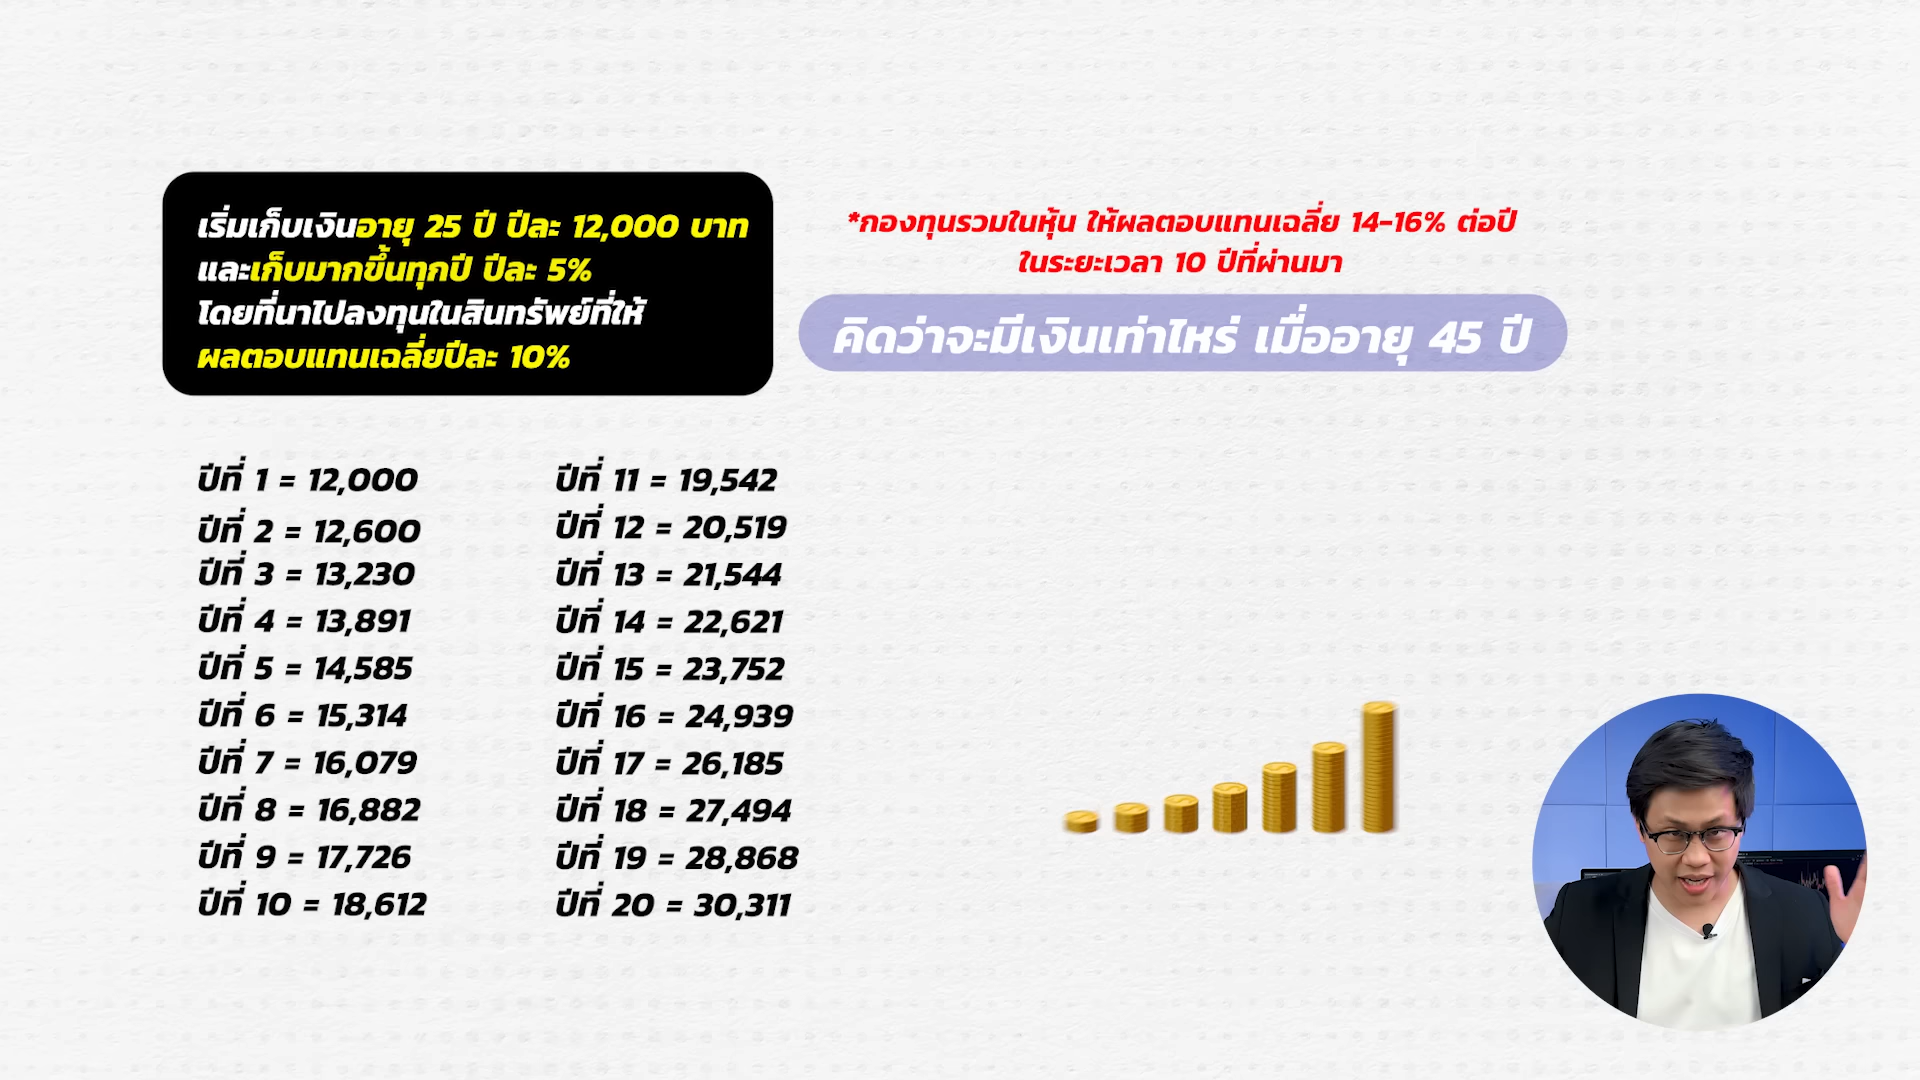 เริ่มเก็บเงินอายุ 25 ปี ปีละ 12,000 บาท
และเก็บมากขึ้นทุกปี ปีละ 5%
โดยที่นาไปลงทุนในสินทรัพย์ที่ให้
ผลตอบแทนเฉลี่ยปีละ 10%
*กองทุนรวมในหุ้น ให้ผลตอบแทนเฉลี่ย 14-16% ต่อปี
ในระยะเวลา 10 ปีที่ผ่านมา
คิดว่าจะมีเงินเท่าไหร่ เมื่ออายุ 45 ปี
ปีที่ 1 = 12,000
ปีที่ 2 = 12,600
ปีที่ 3 = 13,230
ปีที่ 4 = 13,891
ปีที่ 5 = 14,585
ปีที่ 6 = 15,314
ปีที่ 7 = 16,079
ปีที่ 8 = 16,882
ปีที่ 9 = 17,726
ปีที่ 10 = 18,612
ปีที่ 11 = 19,542
ปีที่ 12 = 20,519
ปีที่ 13 = 21,544
ปีที่ 14 = 22,621
ปีที่ 15 = 23,752
ปีที่ 16 = 24,939
ปีที่ 17 = 26,185
ปีที่ 18 = 27,494
ปีที่ 19 = 28,868
ปีที่ 20 = 30,311